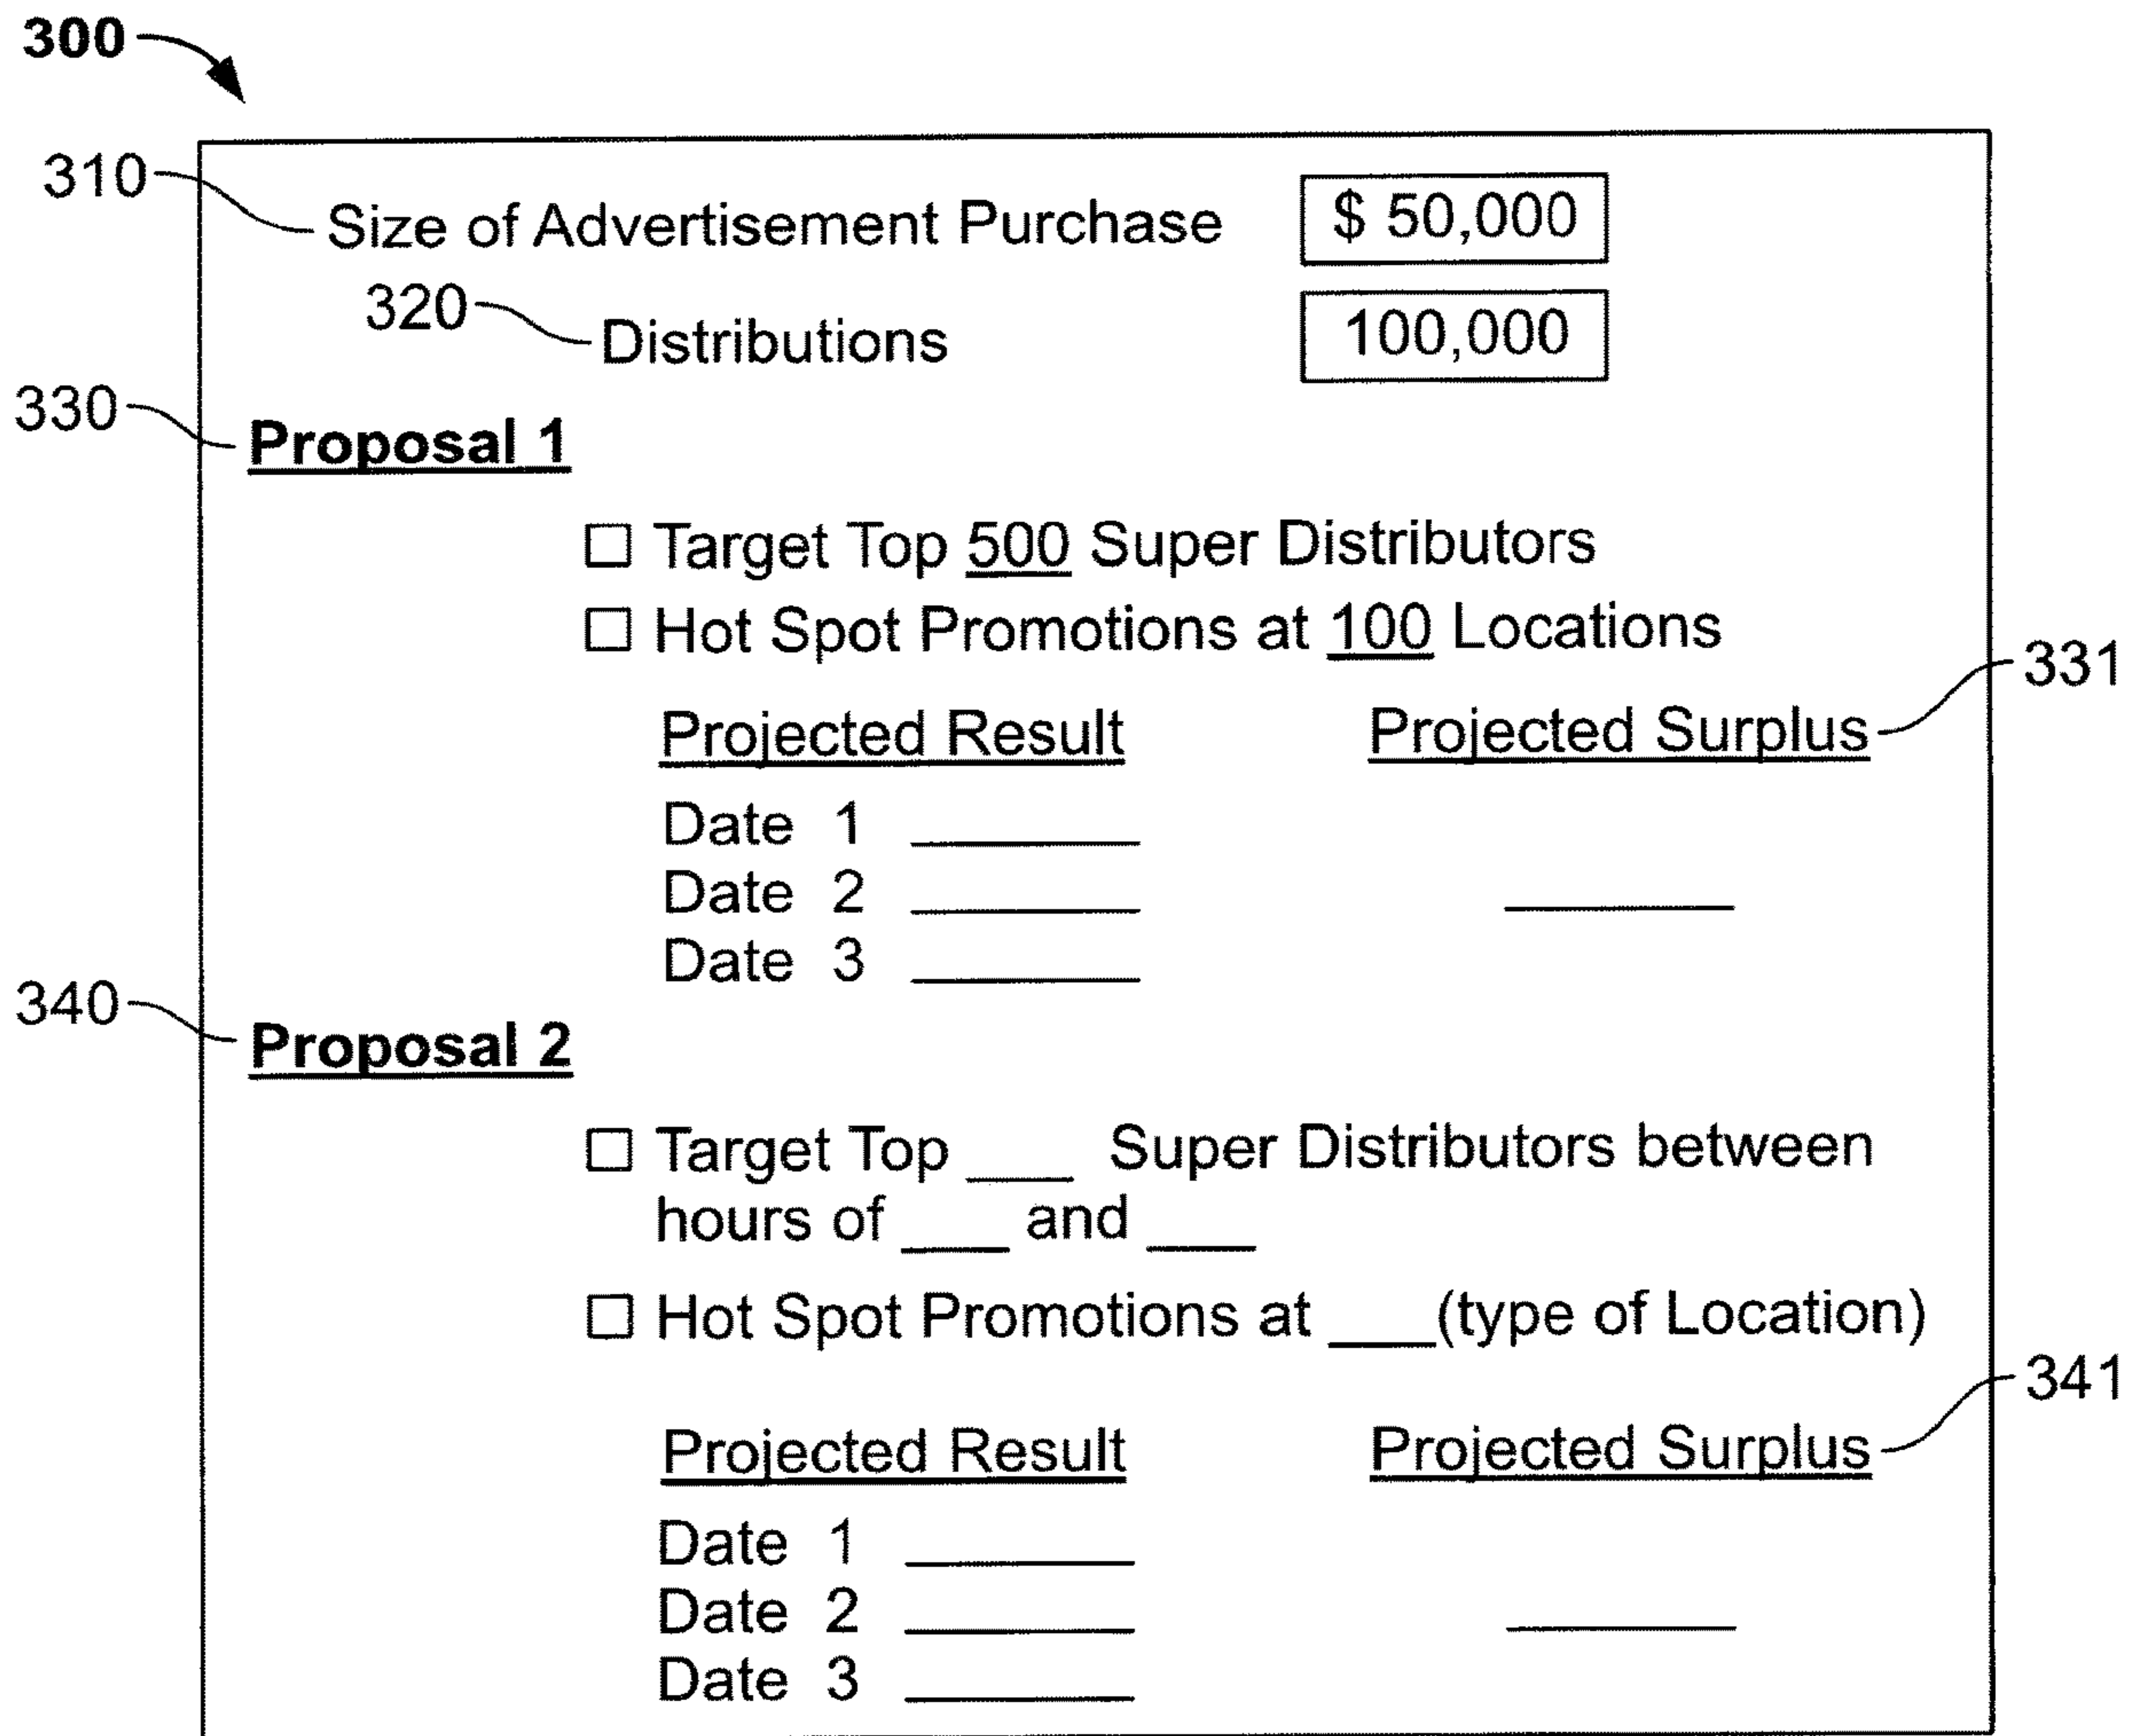 300
310 Size of Advertisement Purchase $ 50,000
320 Distributions 100,000
330 Proposal 1
Target Top 500 Super Distributors
Hot Spot Promotions at 100 Locations
331
Projected Result Projected Surplus
Date 1
Date 2
Date 3
340 Proposal 2
Target Top ___ Super Distributors between
hours of ___ and ___
Hot Spot Promotions at ___(type of Location)
341
Projected Result Projected Surplus
Date 1
Date 2
Date 3